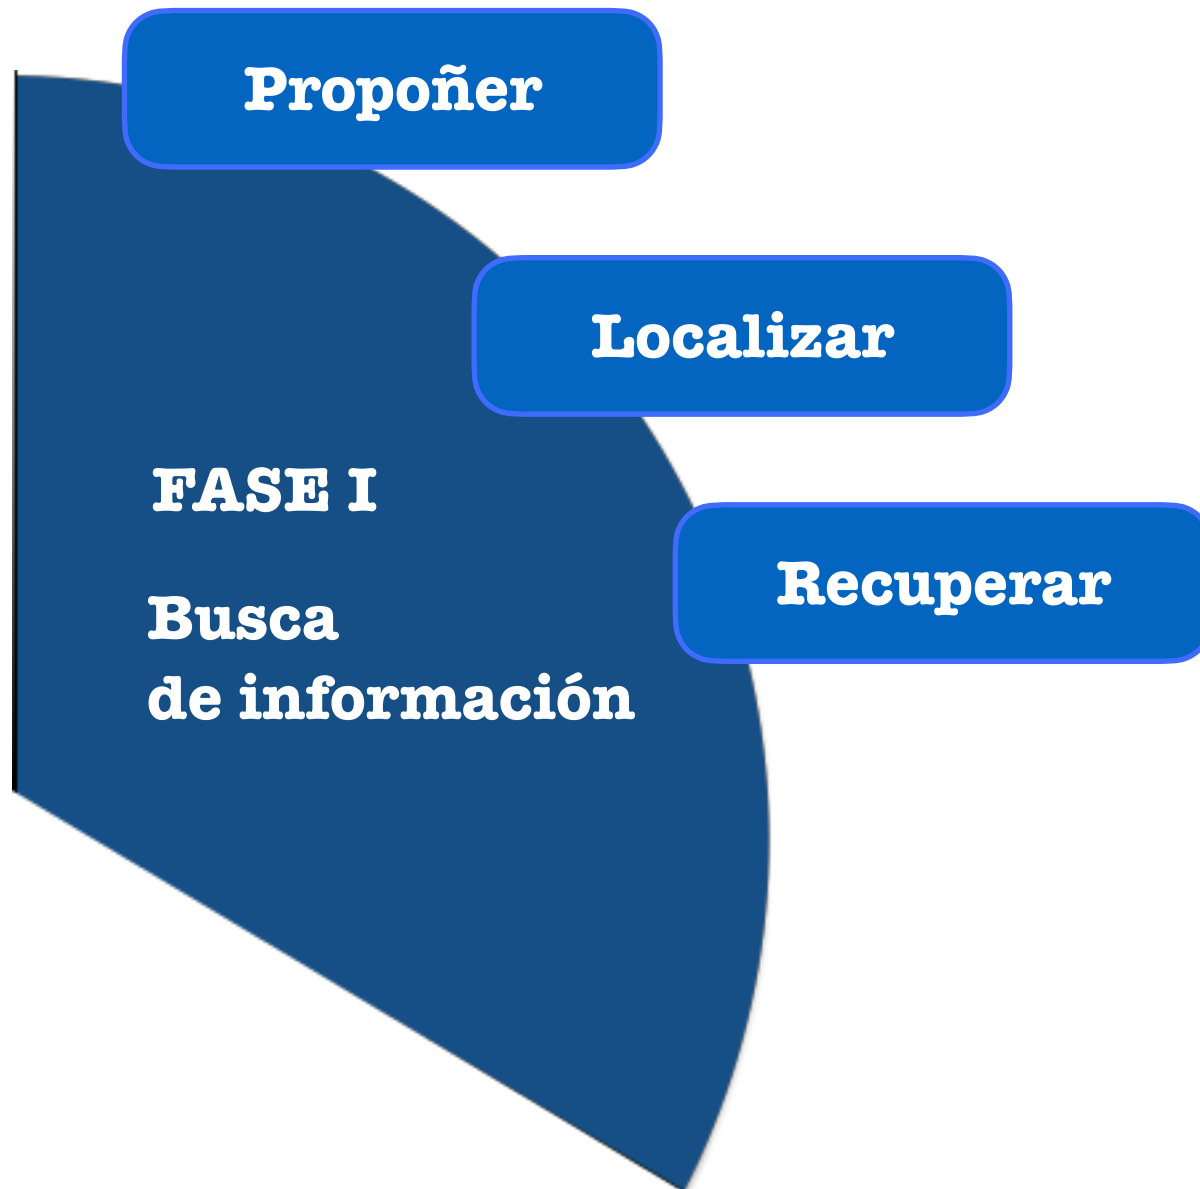 Propoñer
Localizar
Recuperar
FASE I
Busca
de información